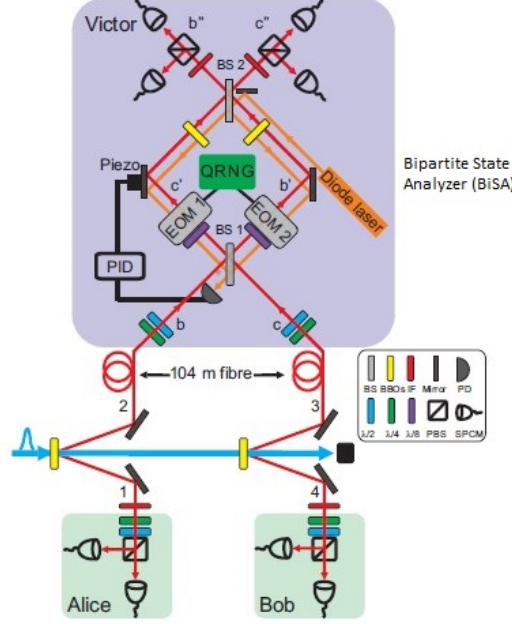 Victor
b"
c"
BS 2
Piezo
QRNG
c'
b'
EOM 1
EOM 2
Diode laser
BS 1
PID
b
c
Bipartite State
Analyzer (BiSA)
104 m fibre
2
3
1
4
BS BBOs IF Mirror PD
λ/2 λ/4 λ/8 PBS SPCM
Alice
Bob